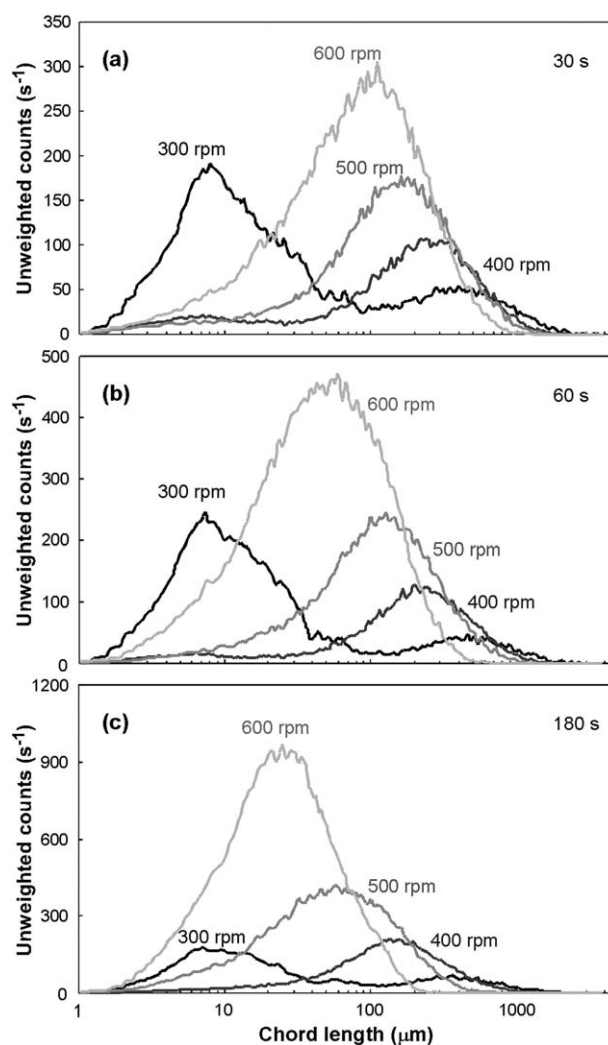 350
300
250
200
150
100
50
0
Unweighted counts (s-1)
(a)
30 s
600 rpm
300 rpm
500 rpm
400 rpm
500
400
300
200
100
0
Unweighted counts (s-1)
(b)
60 s
600 rpm
300 rpm
500 rpm
400 rpm
1200
900
600
300
0
Unweighted counts (s-1)
(c)
180 s
600 rpm
500 rpm
300 rpm
400 rpm
1 10 100 1000
Chord length (μm)